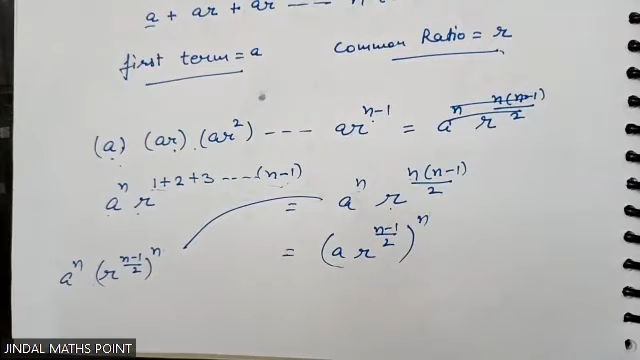 a + ar + ar
first term = a    Common Ratio = r
(a) (ar) (ar²) ---- arⁿ⁻¹ = aⁿ r^(n(n-1)/2)
aⁿ r^(1+2+3 ----(n-1)) = aⁿ r^(n(n-1)/2)
aⁿ (r^((n-1)/2))ⁿ = (a r^((n-1)/2))ⁿ
JINDAL MATHS POINT